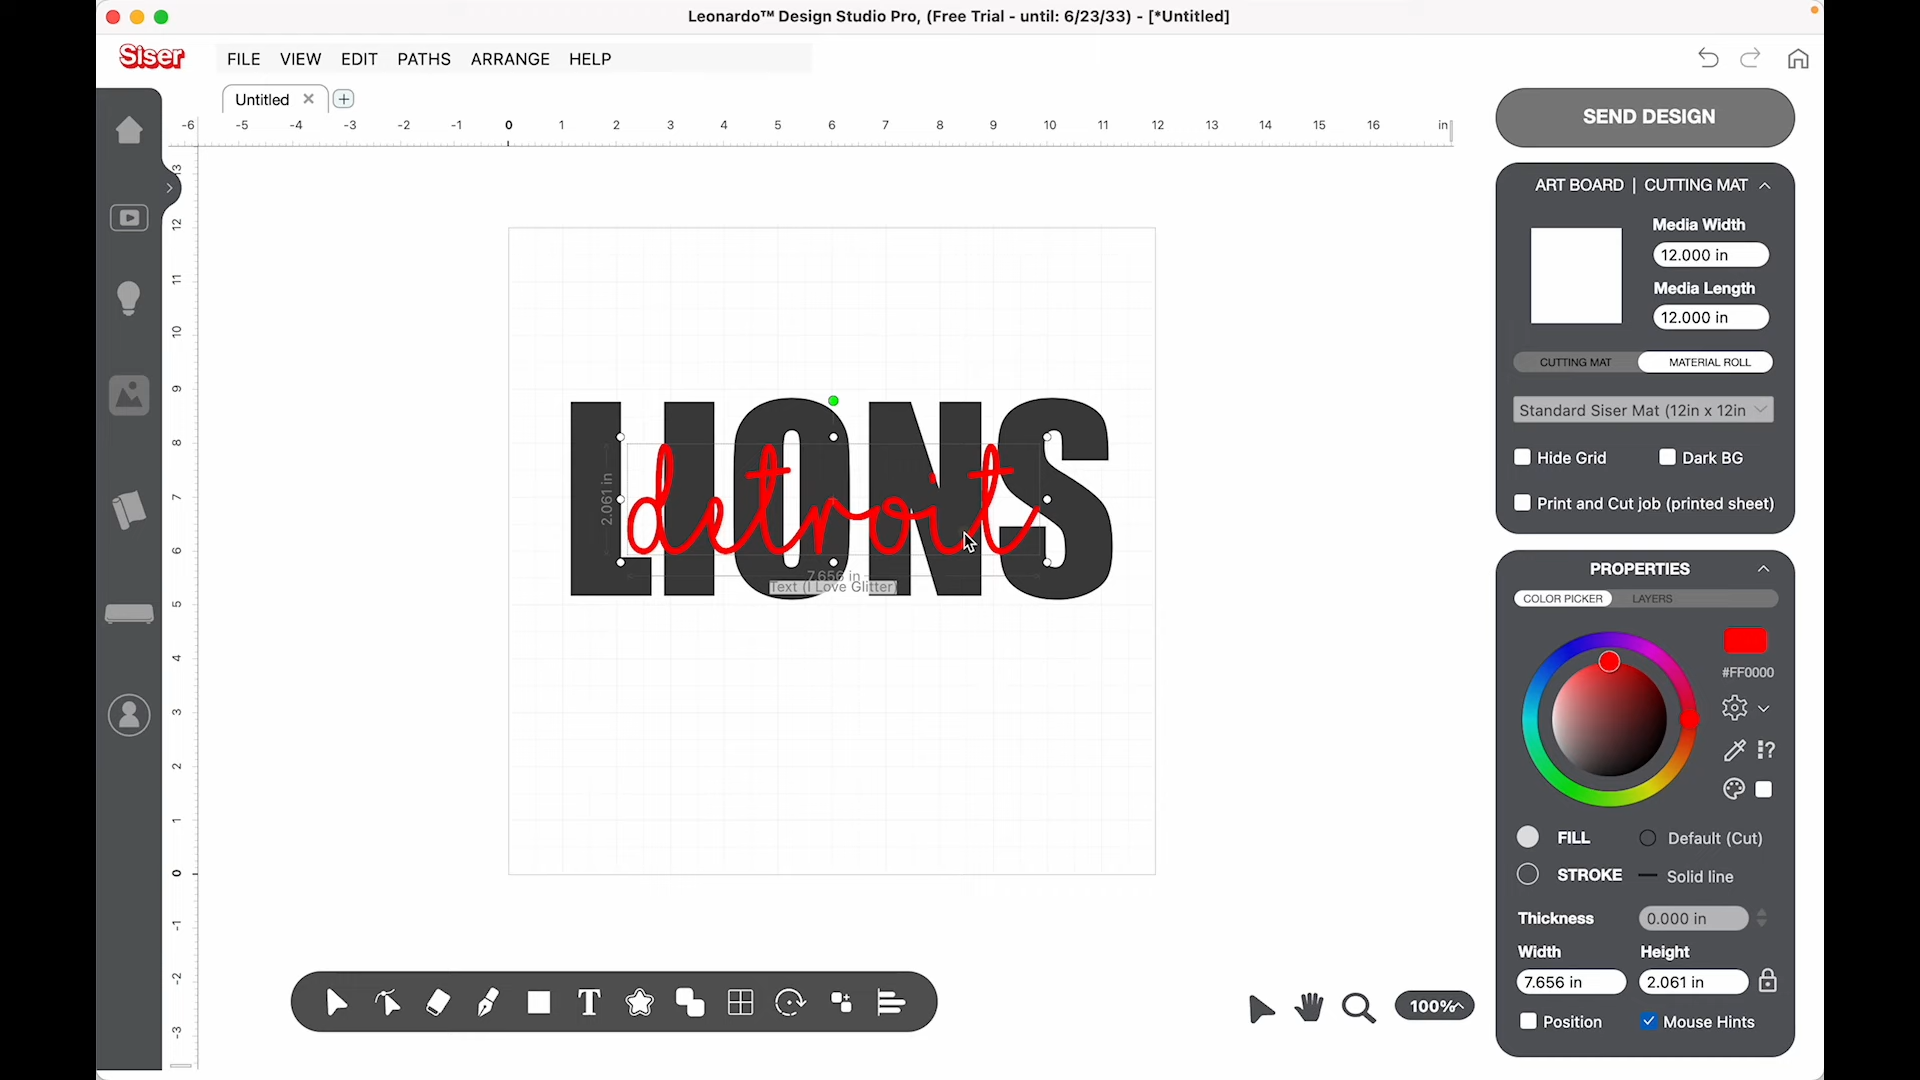 Leonardo™ Design Studio Pro, (Free Trial - until: 6/23/33) - [*Untitled]
Siser
FILE VIEW EDIT PATHS ARRANGE HELP
Untitled
-6 -5 -4 -3 -2 -1 0 1 2 3 4 5 6 7 8 9 10 11 12 13 14 15 16 in
13
12
11
10
9
8
7
6
5
4
3
2
1
0
-1
-2
-3
LIONS
detroit
2.061 in
7.656 in
Text (I Love Glitter)
SEND DESIGN
ART BOARD | CUTTING MAT
Media Width
12.000 in
Media Length
12.000 in
CUTTING MAT MATERIAL ROLL
Standard Siser Mat (12in x 12in
Hide Grid Dark BG
Print and Cut job (printed sheet)
PROPERTIES
COLOR PICKER LAYERS
#FF0000
FILL Default (Cut)
STROKE Solid line
Thickness 0.000 in
Width Height
7.656 in 2.061 in
Position Mouse Hints
T
100%